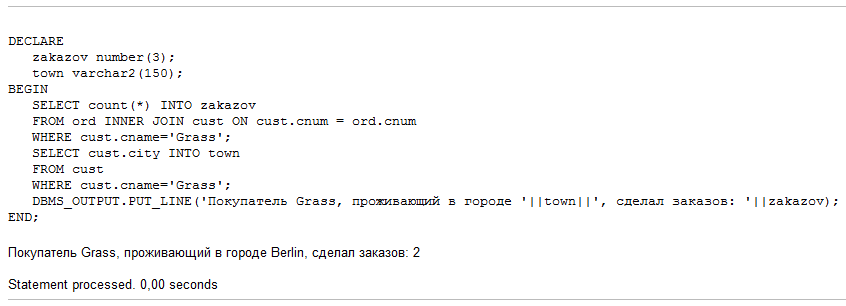 DECLARE
zakazov number(3);
town varchar2(150);
BEGIN
SELECT count(*) INTO zakazov
FROM ord INNER JOIN cust ON cust.cnum = ord.cnum
WHERE cust.cname='Grass';
SELECT cust.city INTO town
FROM cust
WHERE cust.cname='Grass';
DBMS_OUTPUT.PUT_LINE('Покупатель Grass, проживающий в городе '||town||', сделал заказов: '||zakazov);
END;
Покупатель Grass, проживающий в городе Berlin, сделал заказов: 2
Statement processed. 0,00 seconds